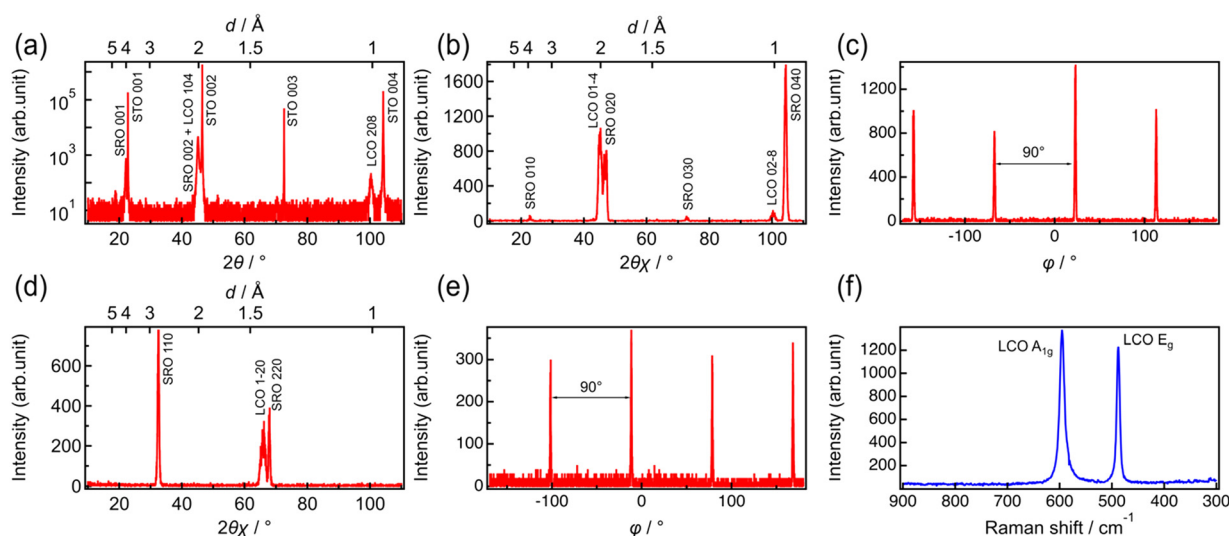 (a)
d / Å
5 4 3 2 1.5 1
Intensity (arb.unit)
10^5
10^3
10^1
SRO 001
STO 001
SRO 002 + LCO 104
STO 002
STO 003
LCO 208
STO 004
20 40 60 80 100
2θ / °
(b)
d / Å
5 4 3 2 1.5 1
Intensity (arb.unit)
1600
1200
800
400
0
SRO 010
LCO 01-4
SRO 020
SRO 030
LCO 02-8
SRO 040
20 40 60 80 100
2θχ / °
(c)
Intensity (arb.unit)
1200
800
400
0
90°
-100 0 100
φ / °
(d)
d / Å
5 4 3 2 1.5 1
Intensity (arb.unit)
600
400
200
0
SRO 110
LCO 1-20
SRO 220
20 40 60 80 100
2θχ / °
(e)
Intensity (arb.unit)
300
200
100
0
90°
-100 0 100
φ / °
(f)
Intensity (arb.unit)
1200
1000
800
600
400
200
LCO A1g
LCO Eg
900 800 700 600 500 400 300
Raman shift / cm⁻¹